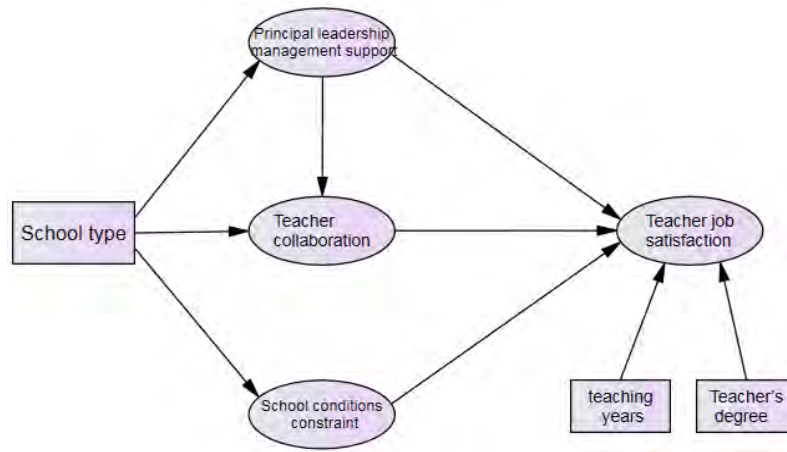 Principal leadership
management support
School type
Teacher
collaboration
Teacher job
satisfaction
School conditions
constraint
teaching
years
Teacher's
degree